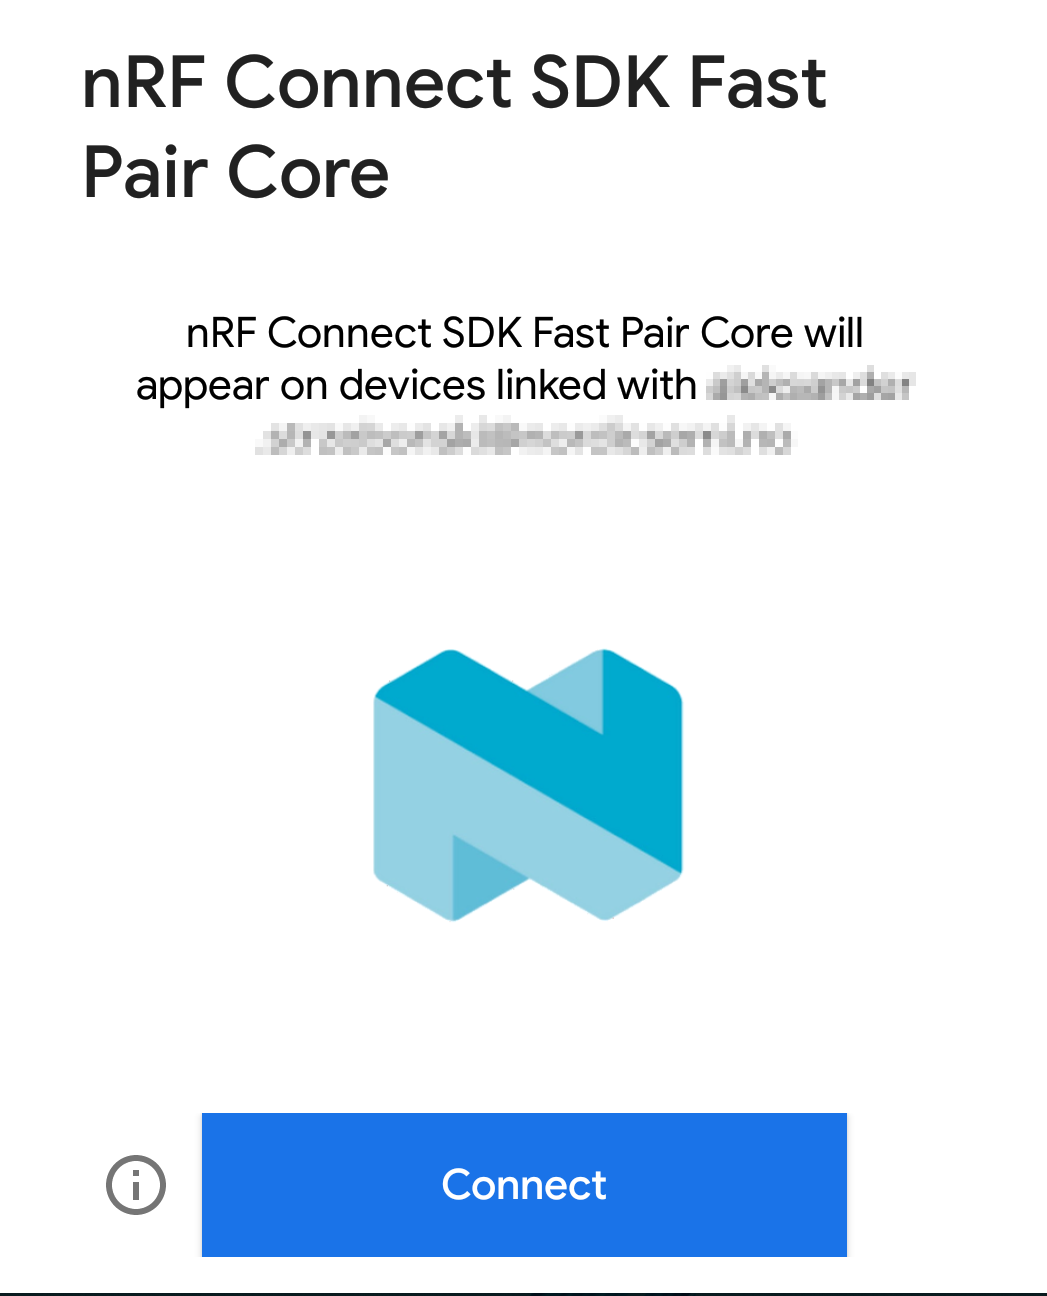 nRF Connect SDK Fast
Pair Core
nRF Connect SDK Fast Pair Core will
appear on devices linked with
Connect